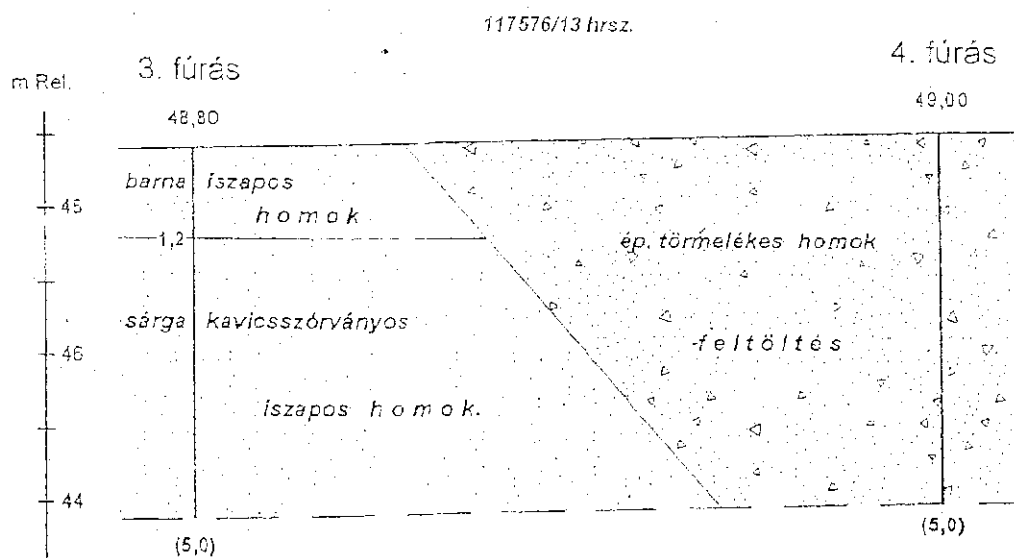 117576/13 hrsz.
3. fúrás
4. fúrás
m Rel.
48,80
49,00
barna iszapos
homok
45
1,2
ép. törmelékes homok
sárga kavicsszórványos
46
feltöltés
iszapos homok.
44
(5,0)
(5,0)